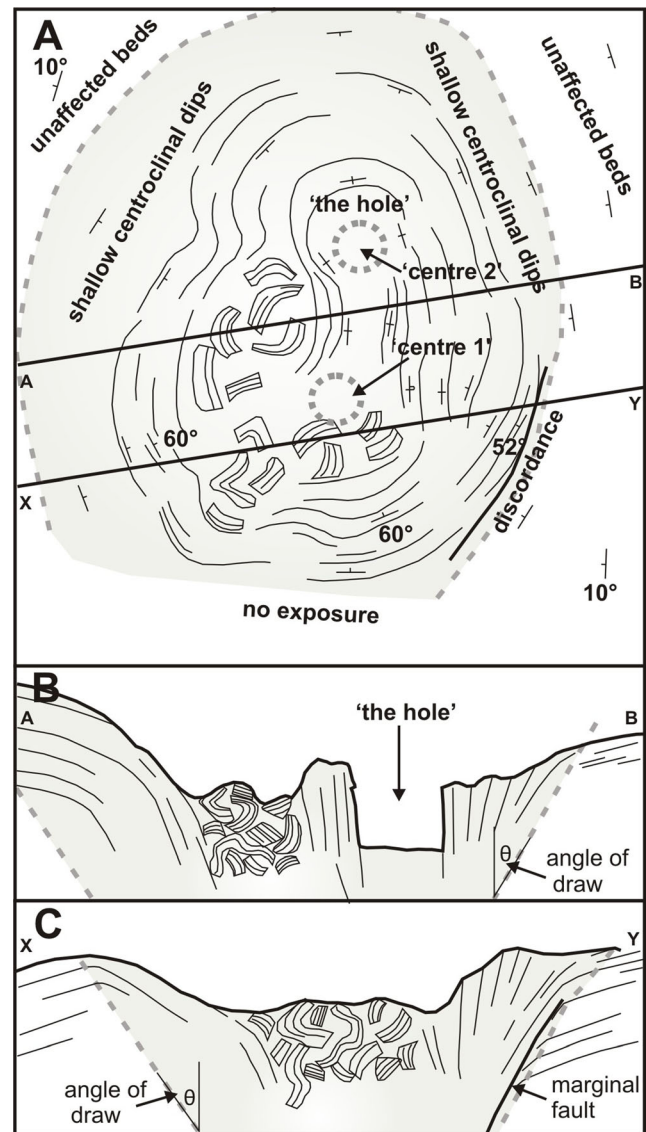 A
unaffected beds
10°
shallow centroclinal dips
shallow centroclinal dips
unaffected beds
'the hole'
'centre 2'
B
'centre 1'
A
Y
60°
52°
X
discordance
60°
10°
no exposure
B
A
'the hole'
B
θ
angle of
draw
C
X
Y
angle of
draw
θ
marginal
fault